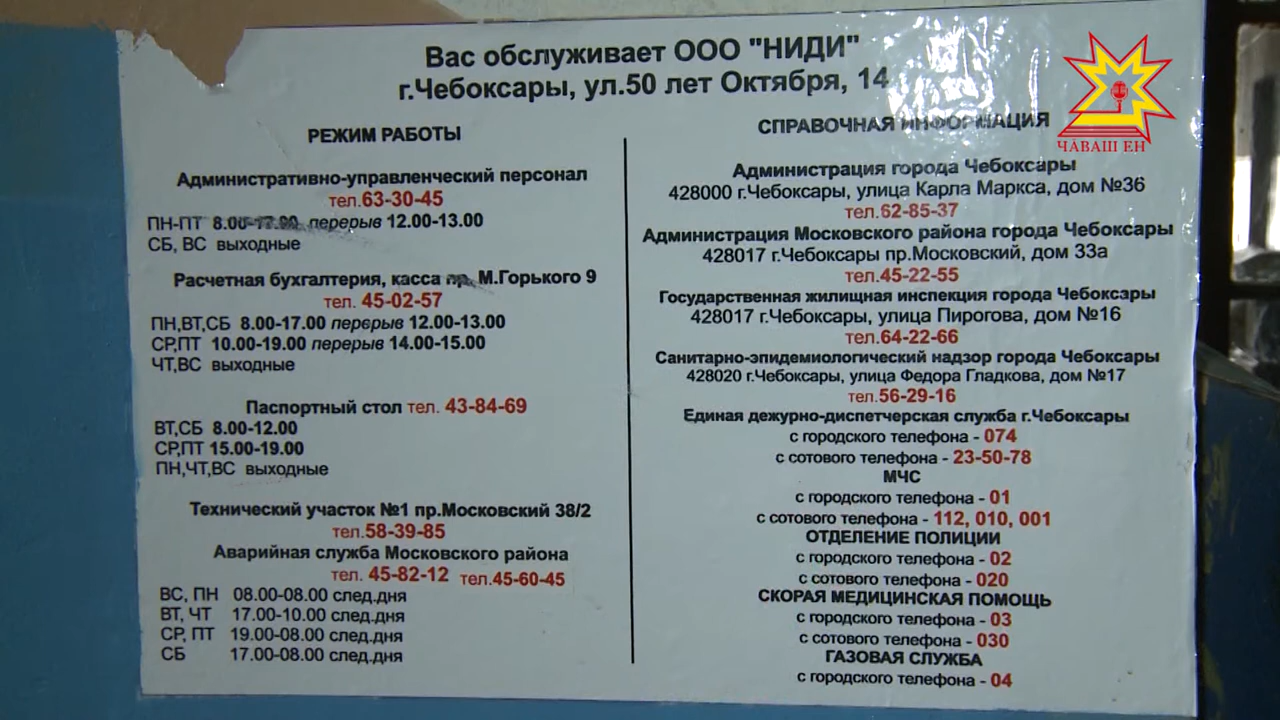 Вас обслуживает ООО "НИДИ"
г.Чебоксары, ул.50 лет Октября, 14
РЕЖИМ РАБОТЫ
Административно-управленческий персонал
тел.63-30-45
ПН-ПТ 8.00-17.00 перерыв 12.00-13.00
СБ, ВС выходные
Расчетная бухгалтерия, касса пр. М.Горького 9
тел. 45-02-57
ПН,ВТ,СБ 8.00-17.00 перерыв 12.00-13.00
СР,ПТ 10.00-19.00 перерыв 14.00-15.00
ЧТ,ВС выходные
Паспортный стол тел. 43-84-69
ВТ,СБ 8.00-12.00
СР,ПТ 15.00-19.00
ПН,ЧТ,ВС выходные
Технический участок №1 пр.Московский 38/2
тел.58-39-85
Аварийная служба Московского района
тел. 45-82-12 тел.45-60-45
ВС, ПН 08.00-08.00 след.дня
ВТ, ЧТ 17.00-10.00 след.дня
СР, ПТ 19.00-08.00 след.дня
СБ 17.00-08.00 след.дня
СПРАВОЧНАЯ ИНФОРМАЦИЯ
Администрация города Чебоксары
428000 г.Чебоксары, улица Карла Маркса, дом №36
тел.62-85-37
Администрация Московского района города Чебоксары
428017 г.Чебоксары пр.Московский, дом 33а
тел.45-22-55
Государственная жилищная инспекция города Чебоксары
428017 г.Чебоксары, улица Пирогова, дом №16
тел.64-22-66
Санитарно-эпидемиологический надзор города Чебоксары
428020 г.Чебоксары, улица Федора Гладкова, дом №17
тел.56-29-16
Единая дежурно-диспетчерская служба г.Чебоксары
с городского телефона - 074
с сотового телефона - 23-50-78
МЧС
с городского телефона - 01
с сотового телефона - 112, 010, 001
ОТДЕЛЕНИЕ ПОЛИЦИИ
с городского телефона - 02
с сотового телефона - 020
СКОРАЯ МЕДИЦИНСКАЯ ПОМОЩЬ
с городского телефона - 03
с сотового телефона - 030
ГАЗОВАЯ СЛУЖБА
с городского телефона - 04
ЧӐВАШ ЕН